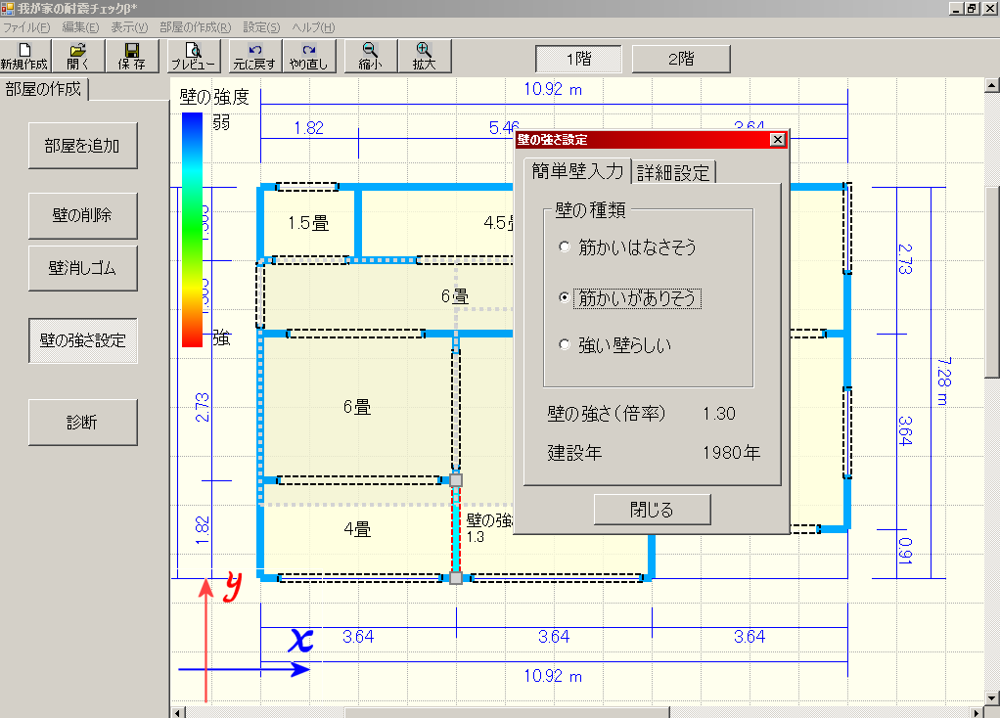 我が家の耐震チェックβ*
ファイル(F) 編集(E) 表示(V) 部屋の作成(R) 設定(S) ヘルプ(H)
新規作成 開く 保存 プレビュー 元に戻す やり直し 縮小 拡大 1階 2階
部屋の作成
部屋を追加
壁の削除
壁消しゴム
壁の強さ設定
診断
壁の強度
弱
強
10.92 m
1.82 5.46 3.64
1.5畳
4.5
6畳
6畳
4畳
壁の強
1.3
2.73
1.82
2.73
7.28 m
3.64
0.91
y
x
3.64 3.64 3.64
10.92 m
壁の強さ設定
簡単壁入力 詳細設定
壁の種類
筋かいはなさそう
筋かいがありそう
強い壁らしい
壁の強さ(倍率) 1.30
建設年 1980年
閉じる